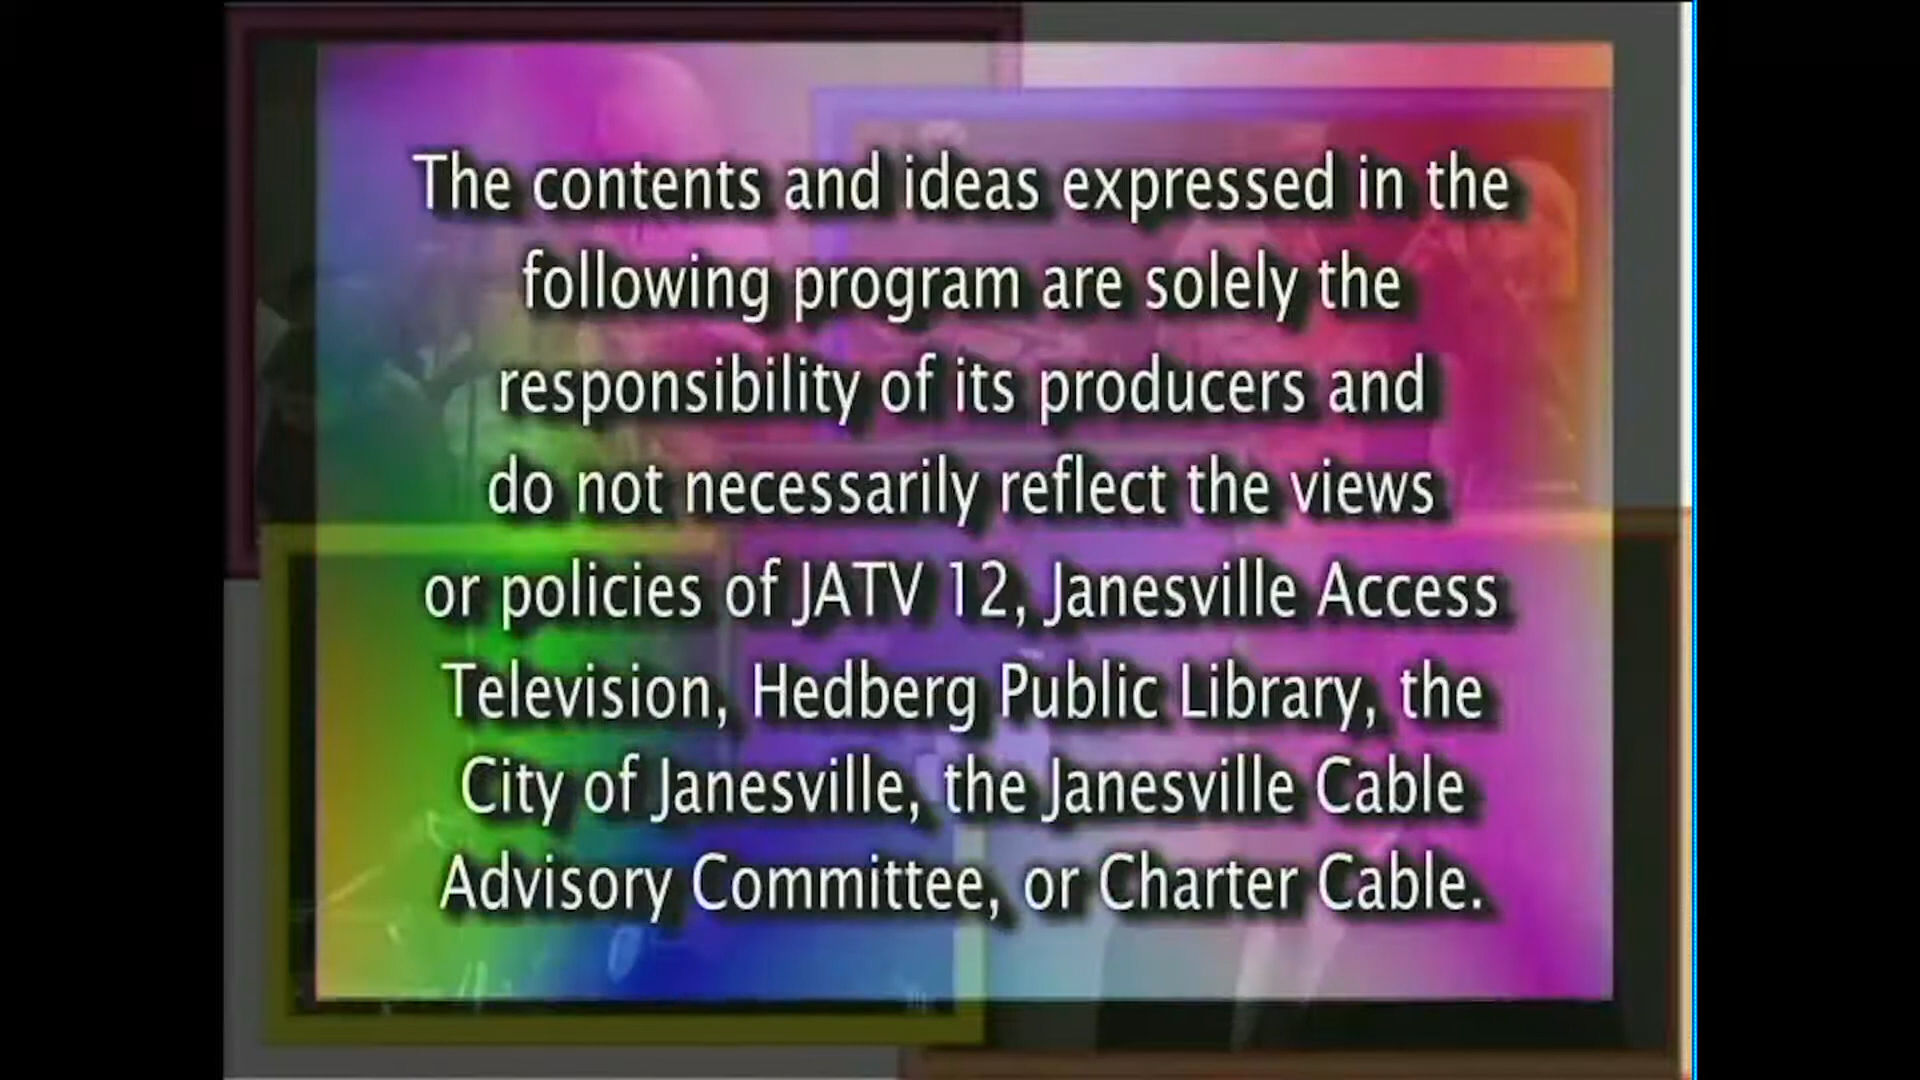 The contents and ideas expressed in the
following program are solely the
responsibility of its producers and
do not necessarily reflect the views
or policies of JATV 12, Janesville Access
Television, Hedberg Public Library, the
City of Janesville, the Janesville Cable
Advisory Committee, or Charter Cable.